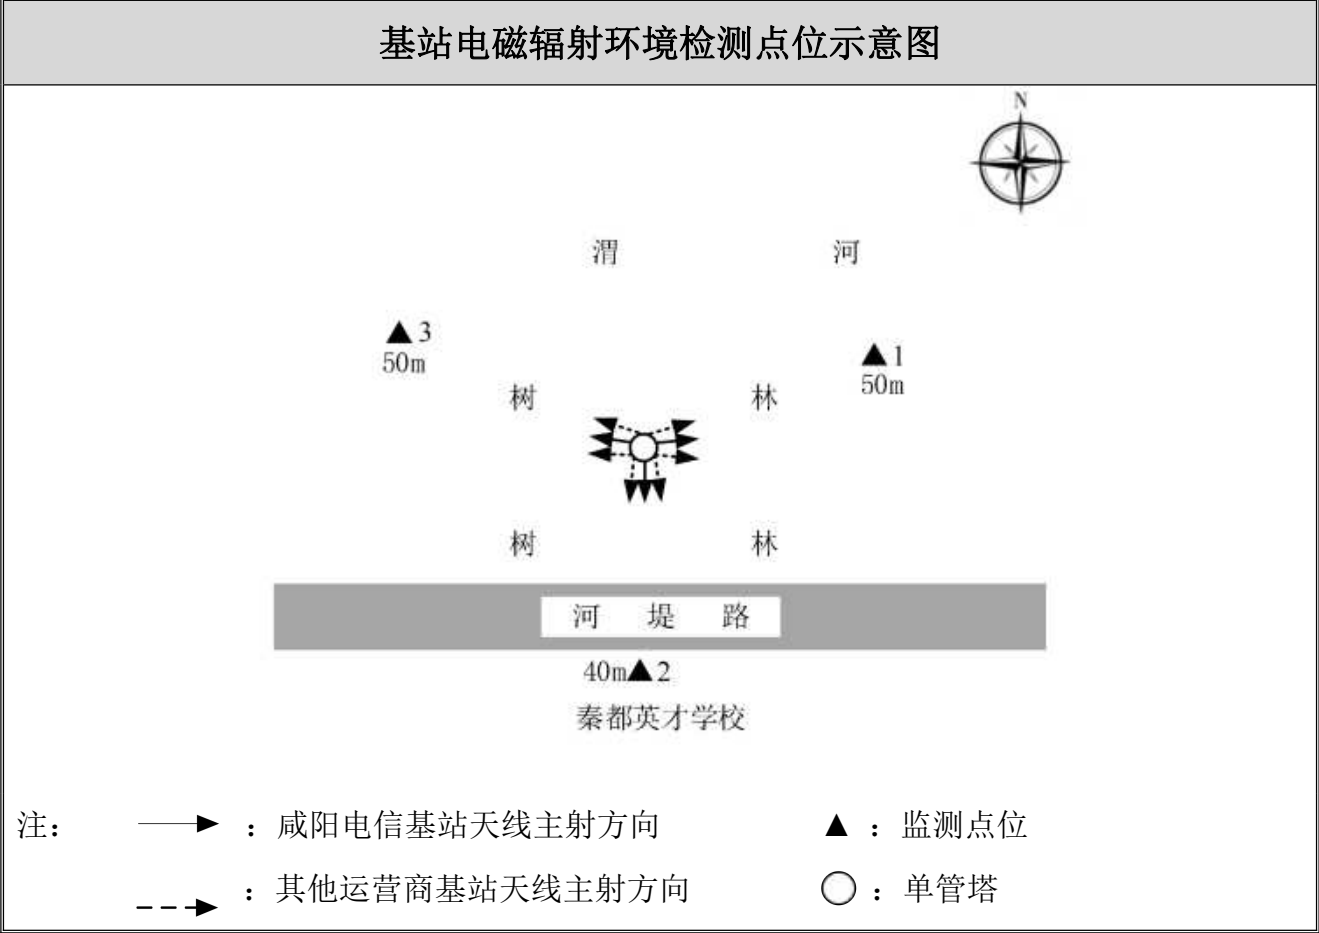 基站电磁辐射环境检测点位示意图
N
渭 河
▲3
50m
▲1
50m
树 林
树 林
河 堤 路
40m▲2
秦都英才学校
注： ：咸阳电信基站天线主射方向 ▲：监测点位
：其他运营商基站天线主射方向 ：单管塔